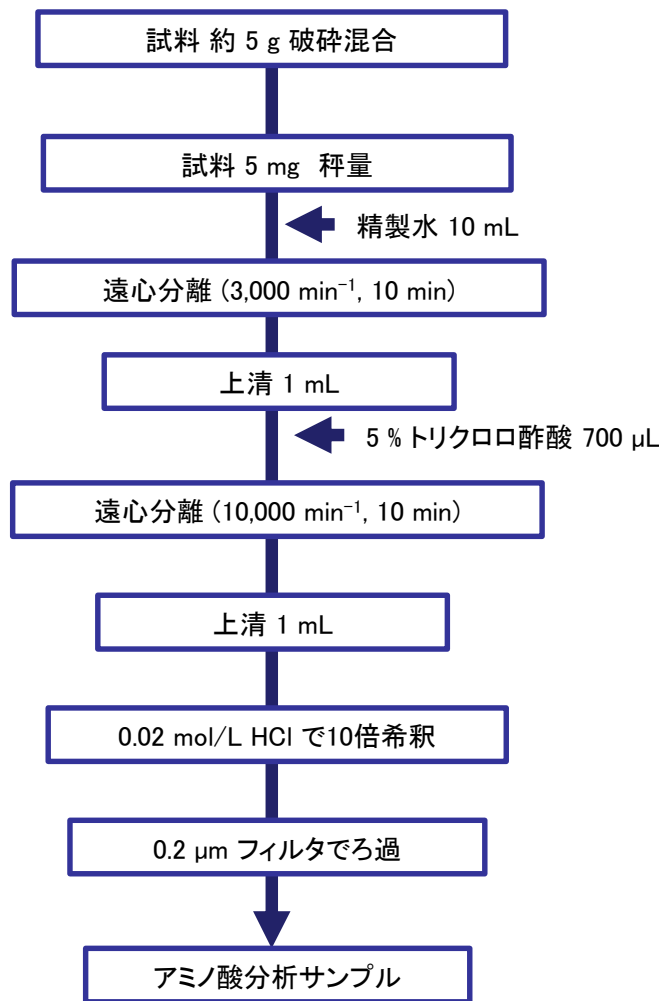 試料 約 5 g 破砕混合
試料 5 mg 秤量
精製水 10 mL
遠心分離 (3,000 min⁻¹, 10 min)
上清 1 mL
5 % トリクロロ酢酸 700 µL
遠心分離 (10,000 min⁻¹, 10 min)
上清 1 mL
0.02 mol/L HCl で10倍希釈
0.2 µm フィルタでろ過
アミノ酸分析サンプル